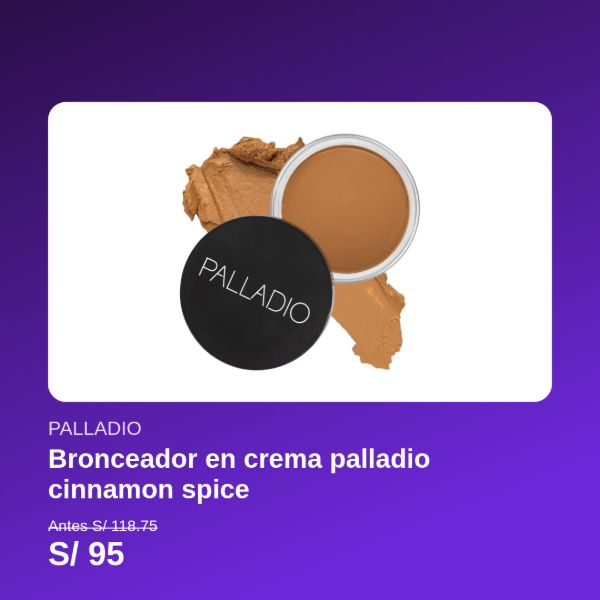 PALLADIO
PALLADIO
Bronceador en crema palladio
cinnamon spice
Antes S/ 118.75
S/ 95